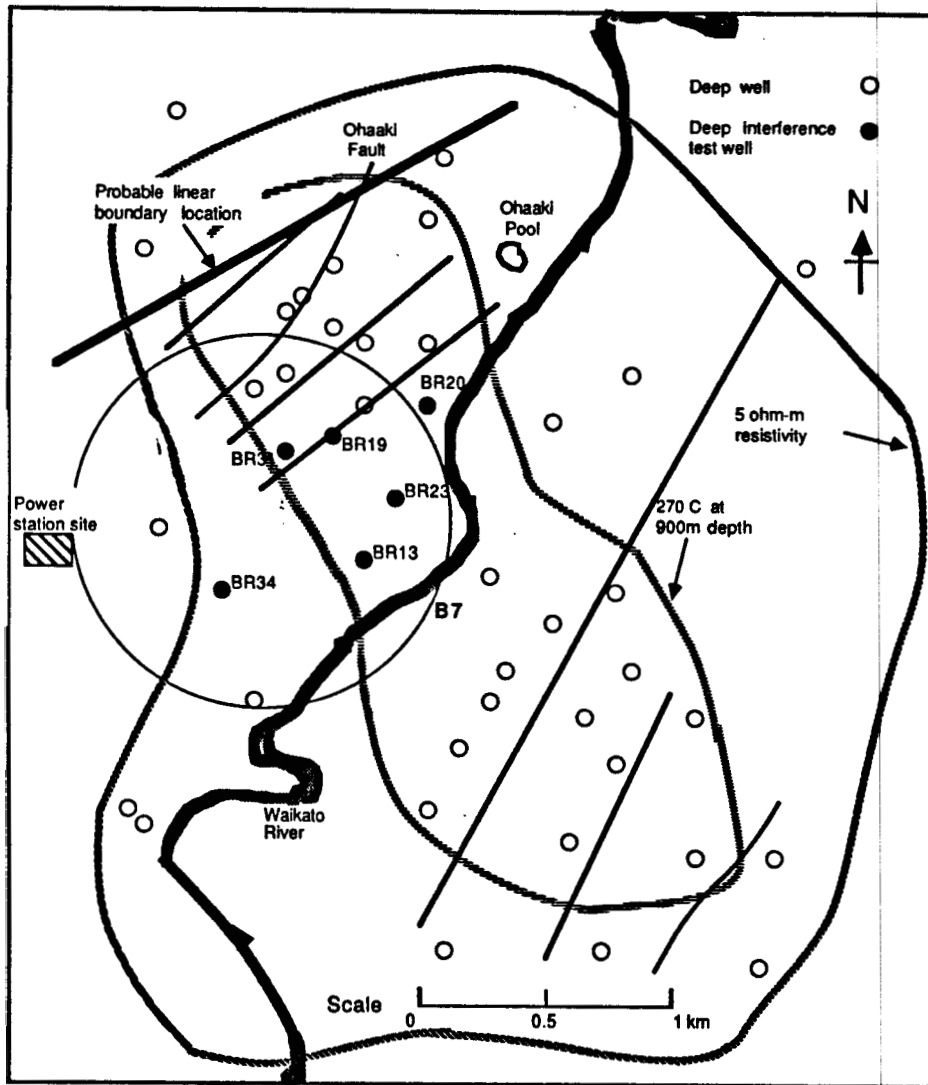 Deep well
Deep interference
test well
Ohaaki
Fault
Probable linear
boundary location
Ohaaki
Pool
N
BR20
5 ohm-m
resistivity
BR31
BR19
BR23
270 C at
900m depth
Power
station site
BR13
BR34
B7
Waikato
River
Scale
0
0.5
1 km